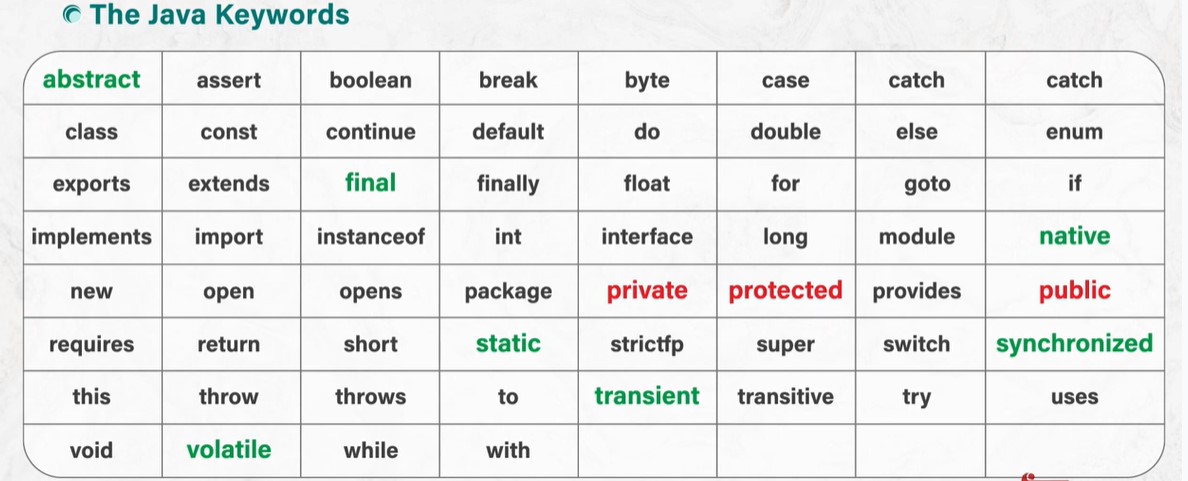 The Java Keywords
abstract assert boolean break byte case catch catch
class const continue default do double else enum
exports extends final finally float for goto if
implements import instanceof int interface long module native
new open opens package private protected provides public
requires return short static strictfp super switch synchronized
this throw throws to transient transitive try uses
void volatile while with